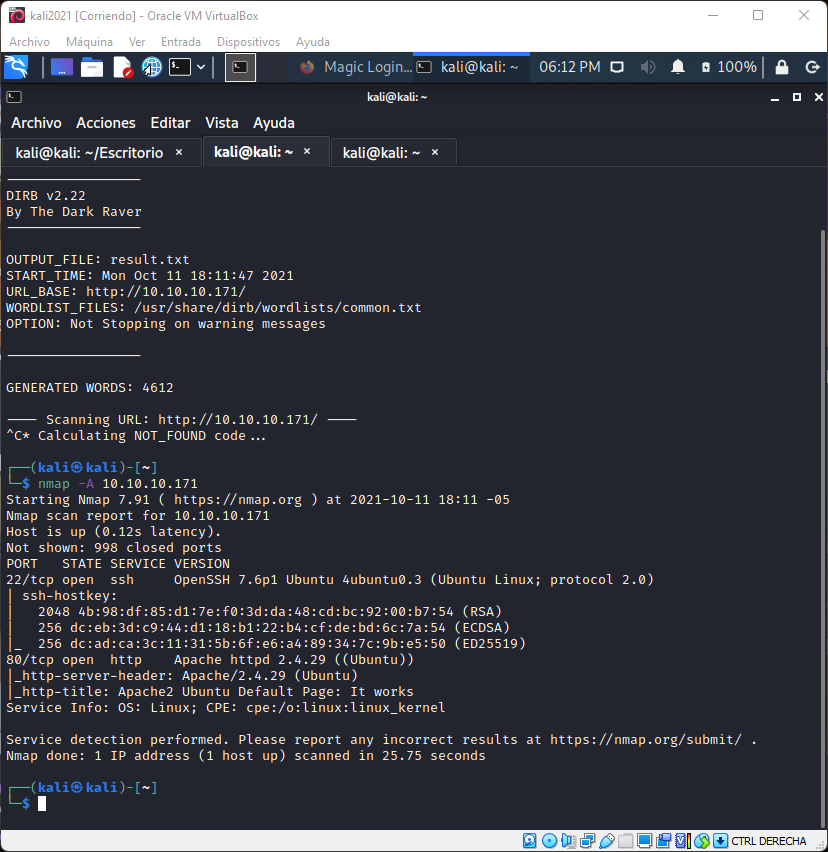 kali2021 [Corriendo] - Oracle VM VirtualBox
Archivo Máquina Ver Entrada Dispositivos Ayuda
Magic Login... kali@kali: ~ 06:12 PM 100%
kali@kali: ~
Archivo Acciones Editar Vista Ayuda
kali@kali: ~/Escritorio × kali@kali: ~ × kali@kali: ~ ×
-----------------
DIRB v2.22
By The Dark Raver
-----------------
OUTPUT_FILE: result.txt
START_TIME: Mon Oct 11 18:11:47 2021
URL_BASE: http://10.10.10.171/
WORDLIST_FILES: /usr/share/dirb/wordlists/common.txt
OPTION: Not Stopping on warning messages
-----------------
GENERATED WORDS: 4612
---- Scanning URL: http://10.10.10.171/ ----
^C* Calculating NOT_FOUND code...
┌──(kali㉿kali)-[~]
└─$ nmap -A 10.10.10.171
Starting Nmap 7.91 ( https://nmap.org ) at 2021-10-11 18:11 -05
Nmap scan report for 10.10.10.171
Host is up (0.12s latency).
Not shown: 998 closed ports
PORT   STATE SERVICE VERSION
22/tcp open  ssh     OpenSSH 7.6p1 Ubuntu 4ubuntu0.3 (Ubuntu Linux; protocol 2.0)
| ssh-hostkey:
|   2048 4b:98:df:85:d1:7e:f0:3d:da:48:cd:bc:92:00:b7:54 (RSA)
|   256 dc:eb:3d:c9:44:d1:18:b1:22:b4:cf:de:bd:6c:7a:54 (ECDSA)
|_  256 dc:ad:ca:3c:11:31:5b:6f:e6:a4:89:34:7c:9b:e5:50 (ED25519)
80/tcp open  http    Apache httpd 2.4.29 ((Ubuntu))
|_http-server-header: Apache/2.4.29 (Ubuntu)
|_http-title: Apache2 Ubuntu Default Page: It works
Service Info: OS: Linux; CPE: cpe:/o:linux:linux_kernel
Service detection performed. Please report any incorrect results at https://nmap.org/submit/ .
Nmap done: 1 IP address (1 host up) scanned in 25.75 seconds
┌──(kali㉿kali)-[~]
└─$
CTRL DERECHA